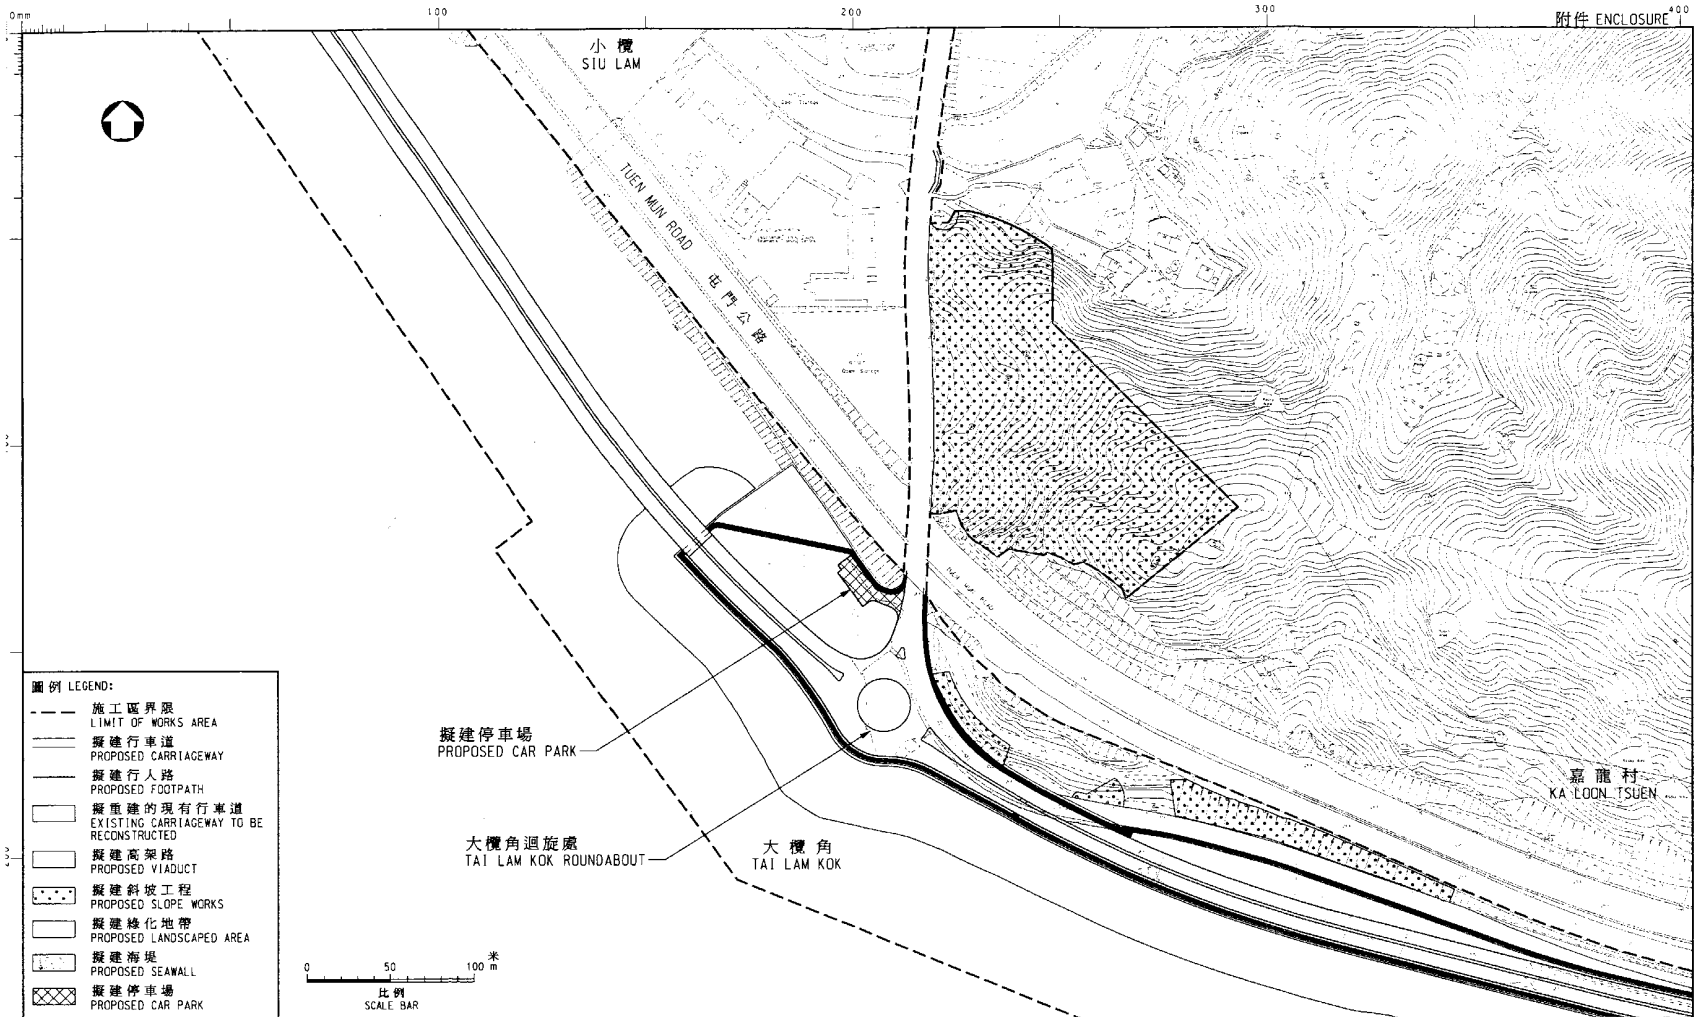 0mm
100
200
300
400
附件 ENCLOSURE
小欖
SIU LAM
TUEN MUN ROAD
屯門公路
Open Storage
TUEN MUN ROAD
圖例 LEGEND:
施工區界限
LIMIT OF WORKS AREA
擬建行車道
PROPOSED CARRIAGEWAY
擬建行人路
PROPOSED FOOTPATH
擬重建的現有行車道
EXISTING CARRIAGEWAY TO BE
RECONSTRUCTED
擬建高架路
PROPOSED VIADUCT
擬建斜坡工程
PROPOSED SLOPE WORKS
擬建綠化地帶
PROPOSED LANDSCAPED AREA
擬建海堤
PROPOSED SEAWALL
擬建停車場
PROPOSED CAR PARK
擬建停車場
PROPOSED CAR PARK
大欖角迴旋處
TAI LAM KOK ROUNDABOUT
大欖角
TAI LAM KOK
嘉龍村
KA LOON TSUEN
0 50 100 米 m
比例
SCALE BAR